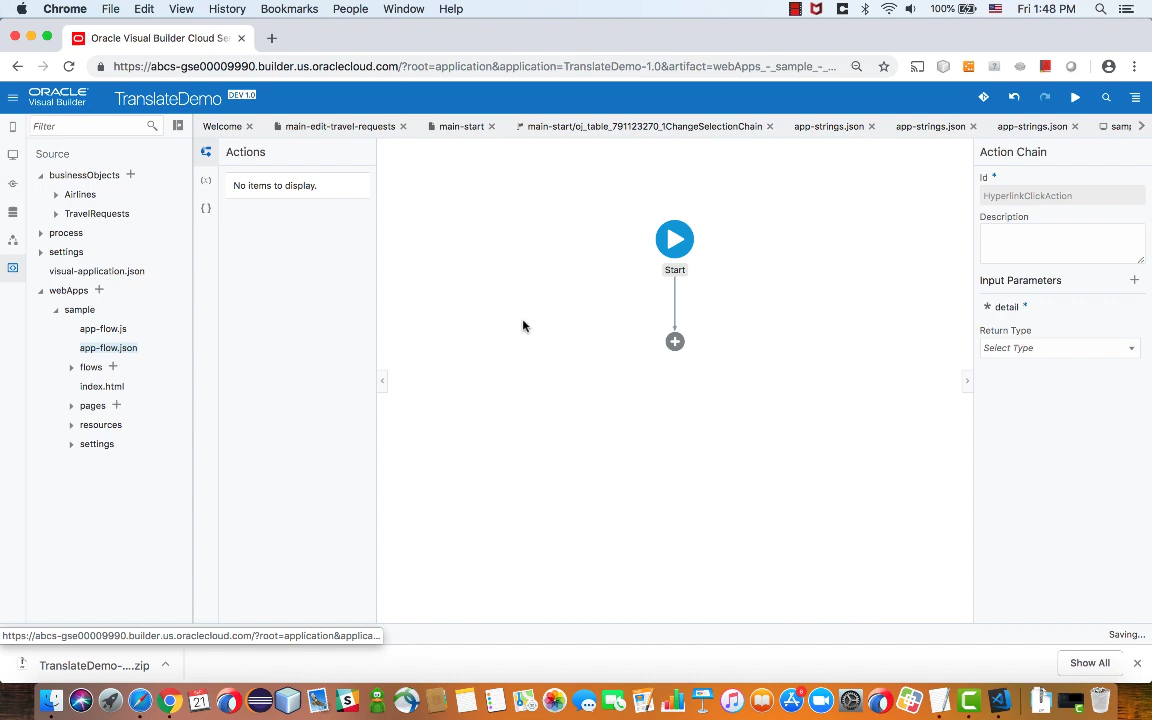 Chrome File Edit View History Bookmarks People Window Help 100% Fri 1:48 PM
Oracle Visual Builder Cloud Se
https://abcs-gse00009990.builder.us.oraclecloud.com/?root=application&application=TranslateDemo-1.0&artifact=webApps_-_sample_-_...
ORACLE
Visual Builder
TranslateDemo DEV 1.0
Filter
Welcome main-edit-travel-requests main-start main-start/oj_table_791123270_1ChangeSelectionChain app-strings.json app-strings.json app-strings.json samp
Source
businessObjects
Airlines
TravelRequests
process
settings
visual-application.json
webApps
sample
app-flow.js
app-flow.json
flows
index.html
pages
resources
settings
Actions
No items to display.
Start
Action Chain
Id *
HyperlinkClickAction
Description
Input Parameters
* detail *
Return Type
Select Type
https://abcs-gse00009990.builder.us.oraclecloud.com/?root=application&applica...
Saving...
TranslateDemo-....zip
Show All